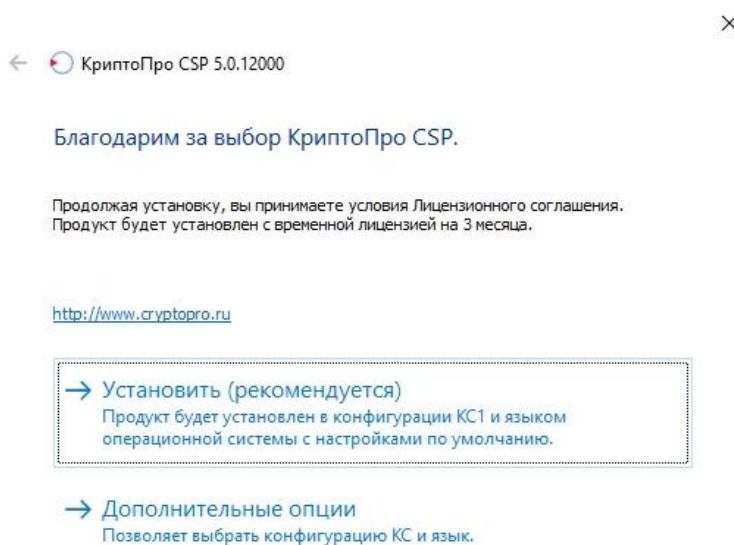 КриптоПро CSP 5.0.12000
Благодарим за выбор КриптоПро CSP.
Продолжая установку, вы принимаете условия Лицензионного соглашения.
Продукт будет установлен с временной лицензией на 3 месяца.
http://www.cryptopro.ru
Установить (рекомендуется)
Продукт будет установлен в конфигурации КС1 и языком
операционной системы с настройками по умолчанию.
Дополнительные опции
Позволяет выбрать конфигурацию КС и язык.